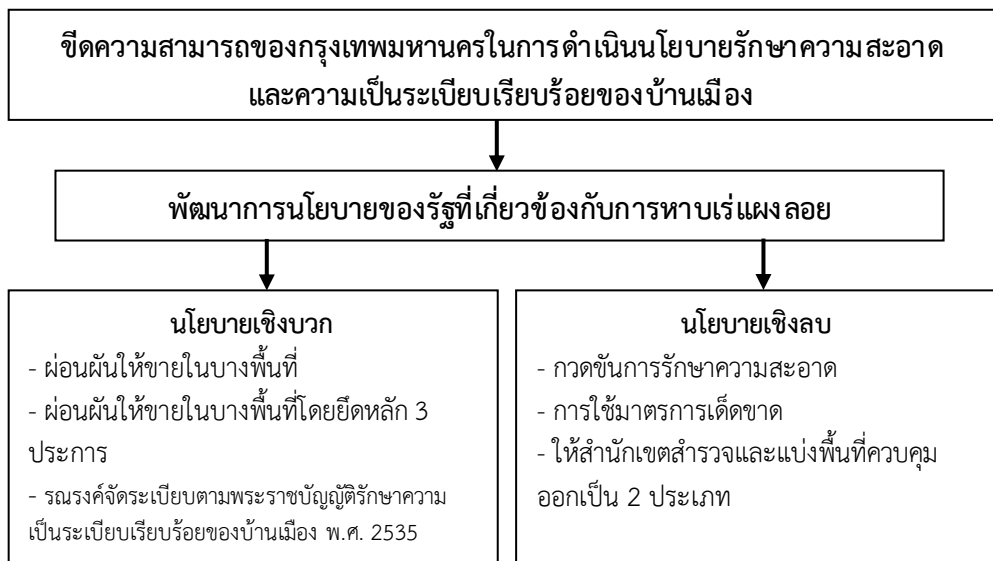 ขีดความสามารถของกรุงเทพมหานครในการดำเนินนโยบายรักษาความสะอาด
และความเป็นระเบียบเรียบร้อยของบ้านเมือง
พัฒนาการนโยบายของรัฐที่เกี่ยวข้องกับการหาบเร่แผงลอย
นโยบายเชิงบวก
- ผ่อนผันให้ขายในบางพื้นที่
- ผ่อนผันให้ขายในบางพื้นที่โดยยึดหลัก 3
ประการ
- รณรงค์จัดระเบียบตามพระราชบัญญัติรักษาความ
เป็นระเบียบเรียบร้อยของบ้านเมือง พ.ศ. 2535
นโยบายเชิงลบ
- กวดขันการรักษาความสะอาด
- การใช้มาตรการเด็ดขาด
- ให้สำนักเขตสำรวจและแบ่งพื้นที่ควบคุม
ออกเป็น 2 ประเภท